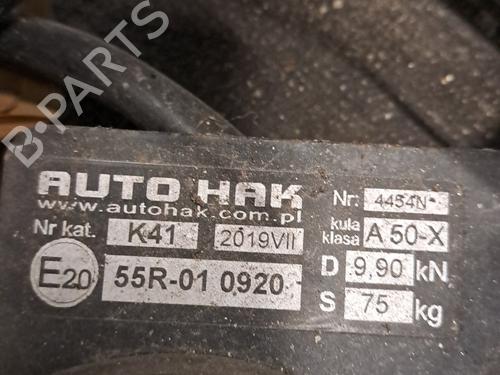 AUTO HAK
www.autohak.com.pl
Nr: 4454N
Nr kat. K41 2019VII
kula klasa A 50-X
E20 55R-01 0920
D 9,90 kN
S 75 kg
B-PARTS